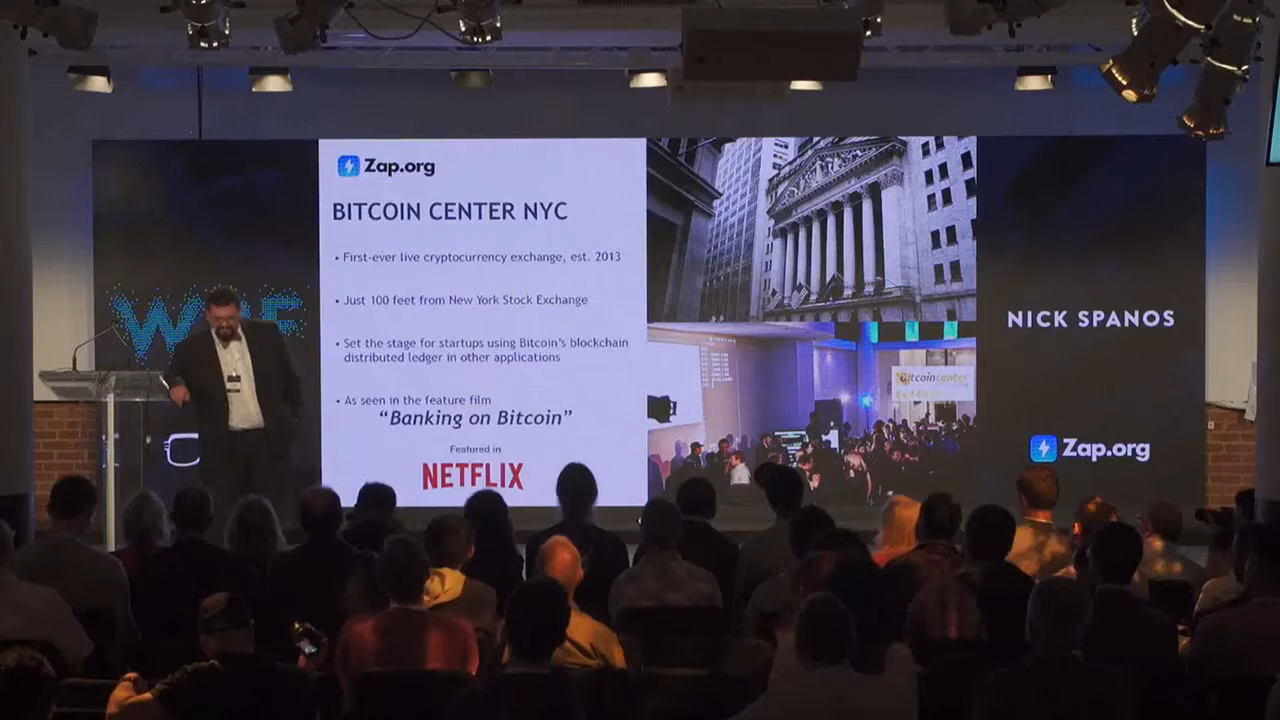 Zap.org
BITCOIN CENTER NYC
• First-ever live cryptocurrency exchange, est. 2013
• Just 100 feet from New York Stock Exchange
• Set the stage for startups using Bitcoin's blockchain
distributed ledger in other applications
• As seen in the feature film
"Banking on Bitcoin"
Featured in
NETFLIX
Bitcoincenter
NICK SPANOS
Zap.org